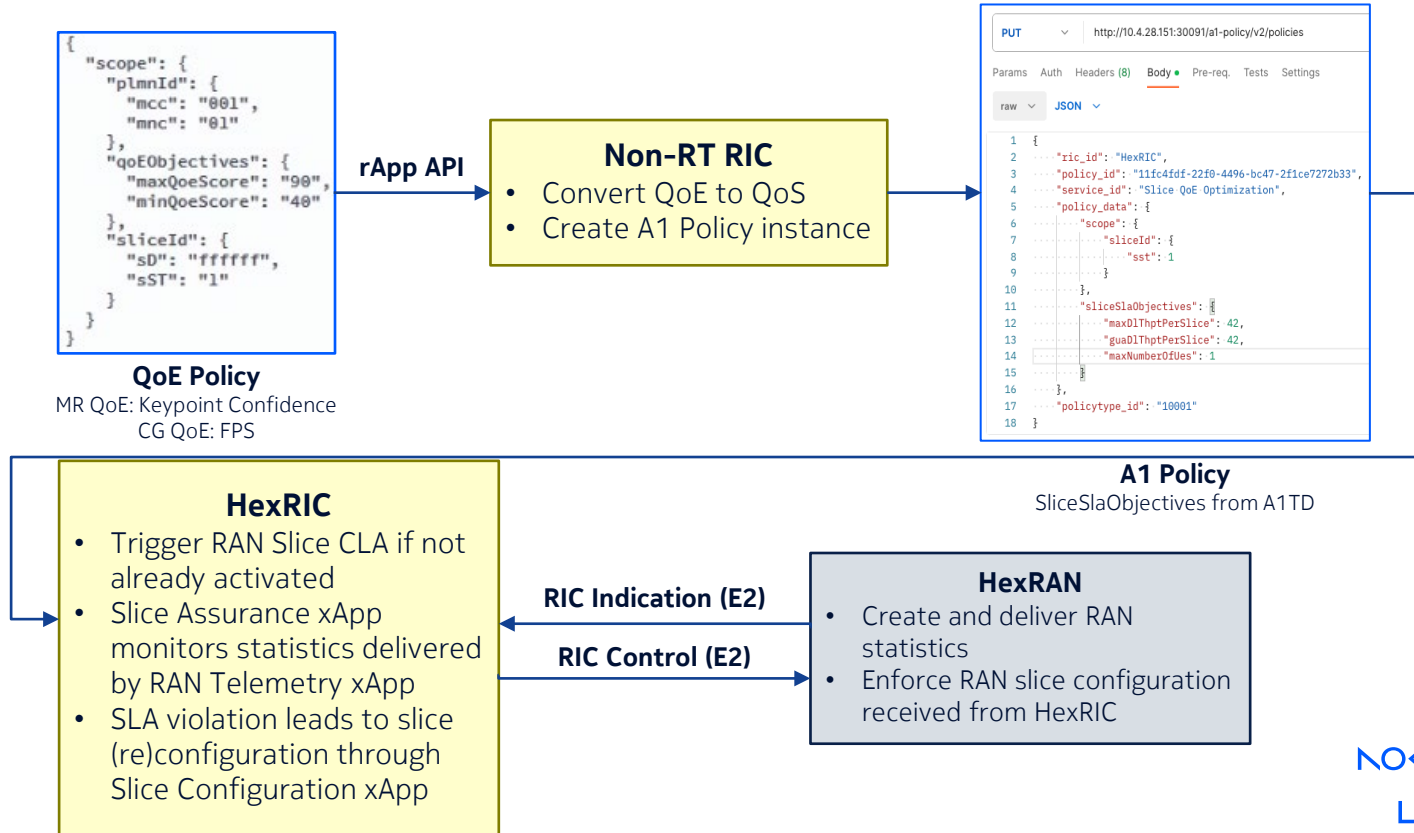 {
"scope": {
"plmnId": {
"mcc": "001",
"mnc": "01"
},
"qoEObjectives": {
"maxQoeScore": "90",
"minQoeScore": "40"
},
"sliceId": {
"sD": "ffffff",
"sST": "1"
}
}
}
QoE Policy
MR QoE: Keypoint Confidence
CG QoE: FPS
rApp API
Non-RT RIC
• Convert QoE to QoS
• Create A1 Policy instance
PUT http://10.4.28.151:30091/a1-policy/v2/policies
Params Auth Headers (8) Body Pre-req. Tests Settings
raw JSON
1 {
2 "ric_id": "HexRIC",
3 "policy_id": "11fc4fdf-22f0-4496-bc47-2f1ce7272b33",
4 "service_id": "Slice QoE Optimization",
5 "policy_data": {
6 "scope": {
7 "sliceId": {
8 "sst": 1
9 }
10 },
11 "sliceSlaObjectives": {
12 "maxDlThptPerSlice": 42,
13 "guaDlThptPerSlice": 42,
14 "maxNumberOfUes": 1
15 }
16 },
17 "policytype_id": "10001"
18 }
A1 Policy
SliceSlaObjectives from A1TD
HexRIC
• Trigger RAN Slice CLA if not
already activated
• Slice Assurance xApp
monitors statistics delivered
by RAN Telemetry xApp
• SLA violation leads to slice
(re)configuration through
Slice Configuration xApp
RIC Indication (E2)
RIC Control (E2)
HexRAN
• Create and deliver RAN
statistics
• Enforce RAN slice configuration
received from HexRIC